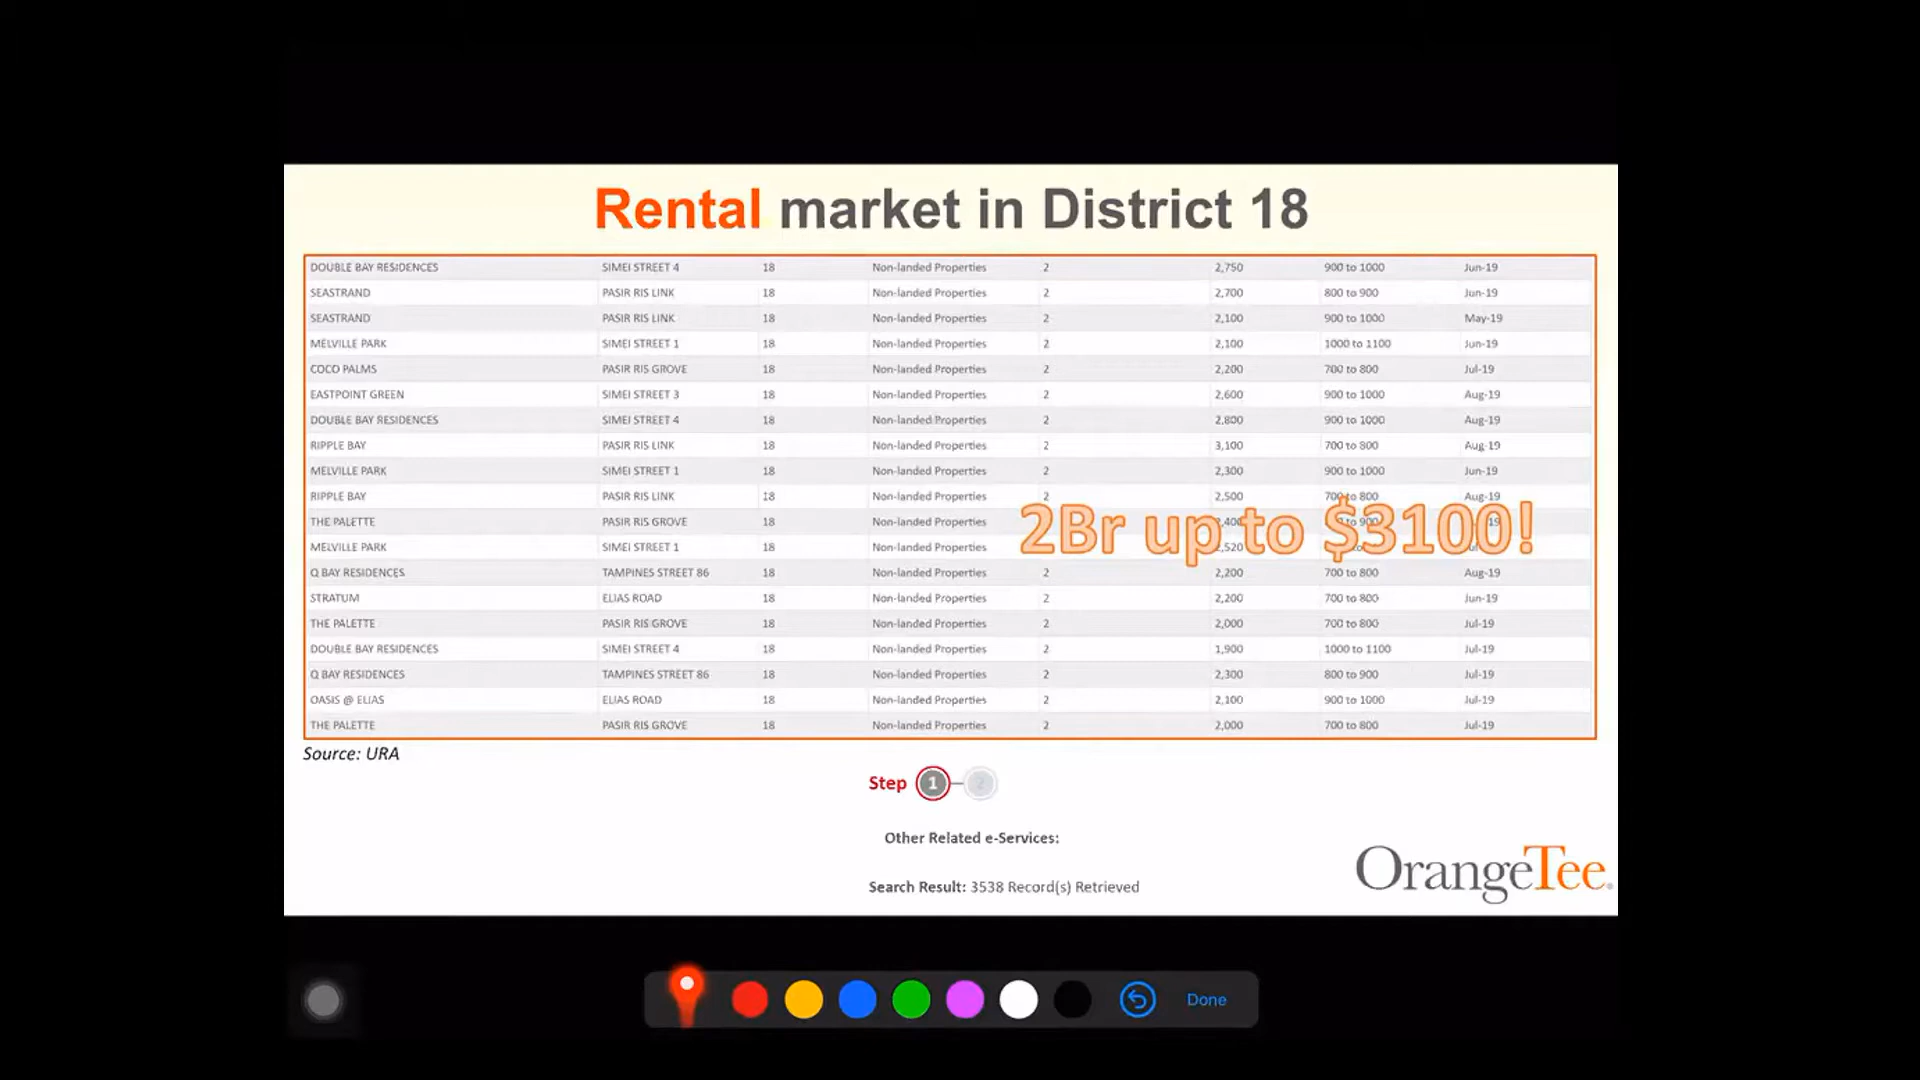 Rental market in District 18
DOUBLE BAY RESIDENCES SIMEI STREET 4 18 Non-landed Properties 2 2,750 900 to 1000 Jun-19
SEASTRAND PASIR RIS LINK 18 Non-landed Properties 2 2,700 800 to 900 Jun-19
SEASTRAND PASIR RIS LINK 18 Non-landed Properties 2 2,100 900 to 1000 May-19
MELVILLE PARK SIMEI STREET 1 18 Non-landed Properties 2 2,100 1000 to 1100 Jun-19
COCO PALMS PASIR RIS GROVE 18 Non-landed Properties 2 2,200 700 to 800 Jul-19
EASTPOINT GREEN SIMEI STREET 3 18 Non-landed Properties 2 2,600 900 to 1000 Aug-19
DOUBLE BAY RESIDENCES SIMEI STREET 4 18 Non-landed Properties 2 2,800 900 to 1000 Aug-19
RIPPLE BAY PASIR RIS LINK 18 Non-landed Properties 2 3,100 700 to 800 Aug-19
MELVILLE PARK SIMEI STREET 1 18 Non-landed Properties 2 2,300 900 to 1000 Jun-19
RIPPLE BAY PASIR RIS LINK 18 Non-landed Properties 2 2,500 700 to 800 Aug-19
THE PALETTE PASIR RIS GROVE 18 Non-landed Properties
2Br up to $3100!
MELVILLE PARK SIMEI STREET 1 18 Non-landed Properties
Q BAY RESIDENCES TAMPINES STREET 86 18 Non-landed Properties 2 2,200 700 to 800 Aug-19
STRATUM ELIAS ROAD 18 Non-landed Properties 2 2,200 700 to 800 Jun-19
THE PALETTE PASIR RIS GROVE 18 Non-landed Properties 2 2,000 700 to 800 Jul-19
DOUBLE BAY RESIDENCES SIMEI STREET 4 18 Non-landed Properties 2 1,900 1000 to 1100 Jul-19
Q BAY RESIDENCES TAMPINES STREET 86 18 Non-landed Properties 2 2,300 800 to 900 Jul-19
OASIS @ ELIAS ELIAS ROAD 18 Non-landed Properties 2 2,100 900 to 1000 Jul-19
THE PALETTE PASIR RIS GROVE 18 Non-landed Properties 2 2,000 700 to 800 Jul-19
Source: URA
Step 1 2
Other Related e-Services:
OrangeTee
Search Result: 3538 Record(s) Retrieved
Done